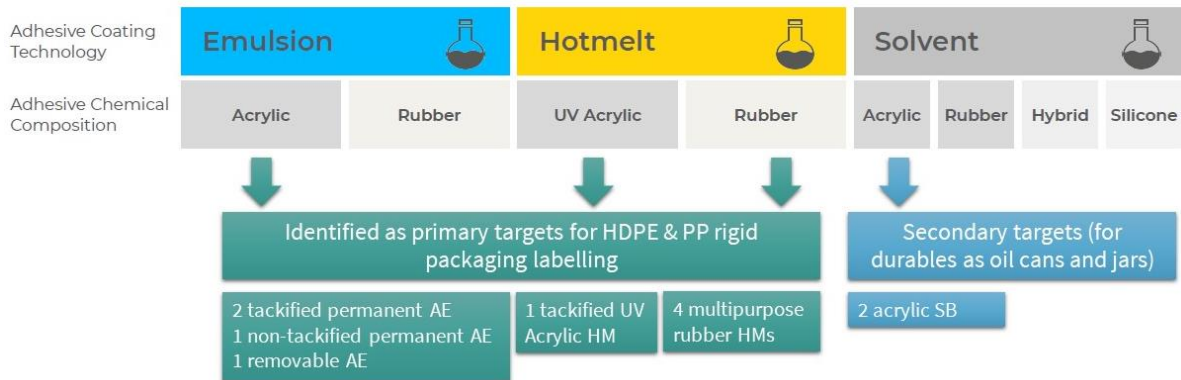 Adhesive Coating
Technology
Emulsion
Hotmelt
Solvent
Adhesive Chemical
Composition
Acrylic
Rubber
UV Acrylic
Rubber
Acrylic
Rubber
Hybrid
Silicone
Identified as primary targets for HDPE & PP rigid
packaging labelling
Secondary targets (for
durables as oil cans and jars)
2 tackified permanent AE
1 non-tackified permanent AE
1 removable AE
1 tackified UV
Acrylic HM
4 multipurpose
rubber HMs
2 acrylic SB